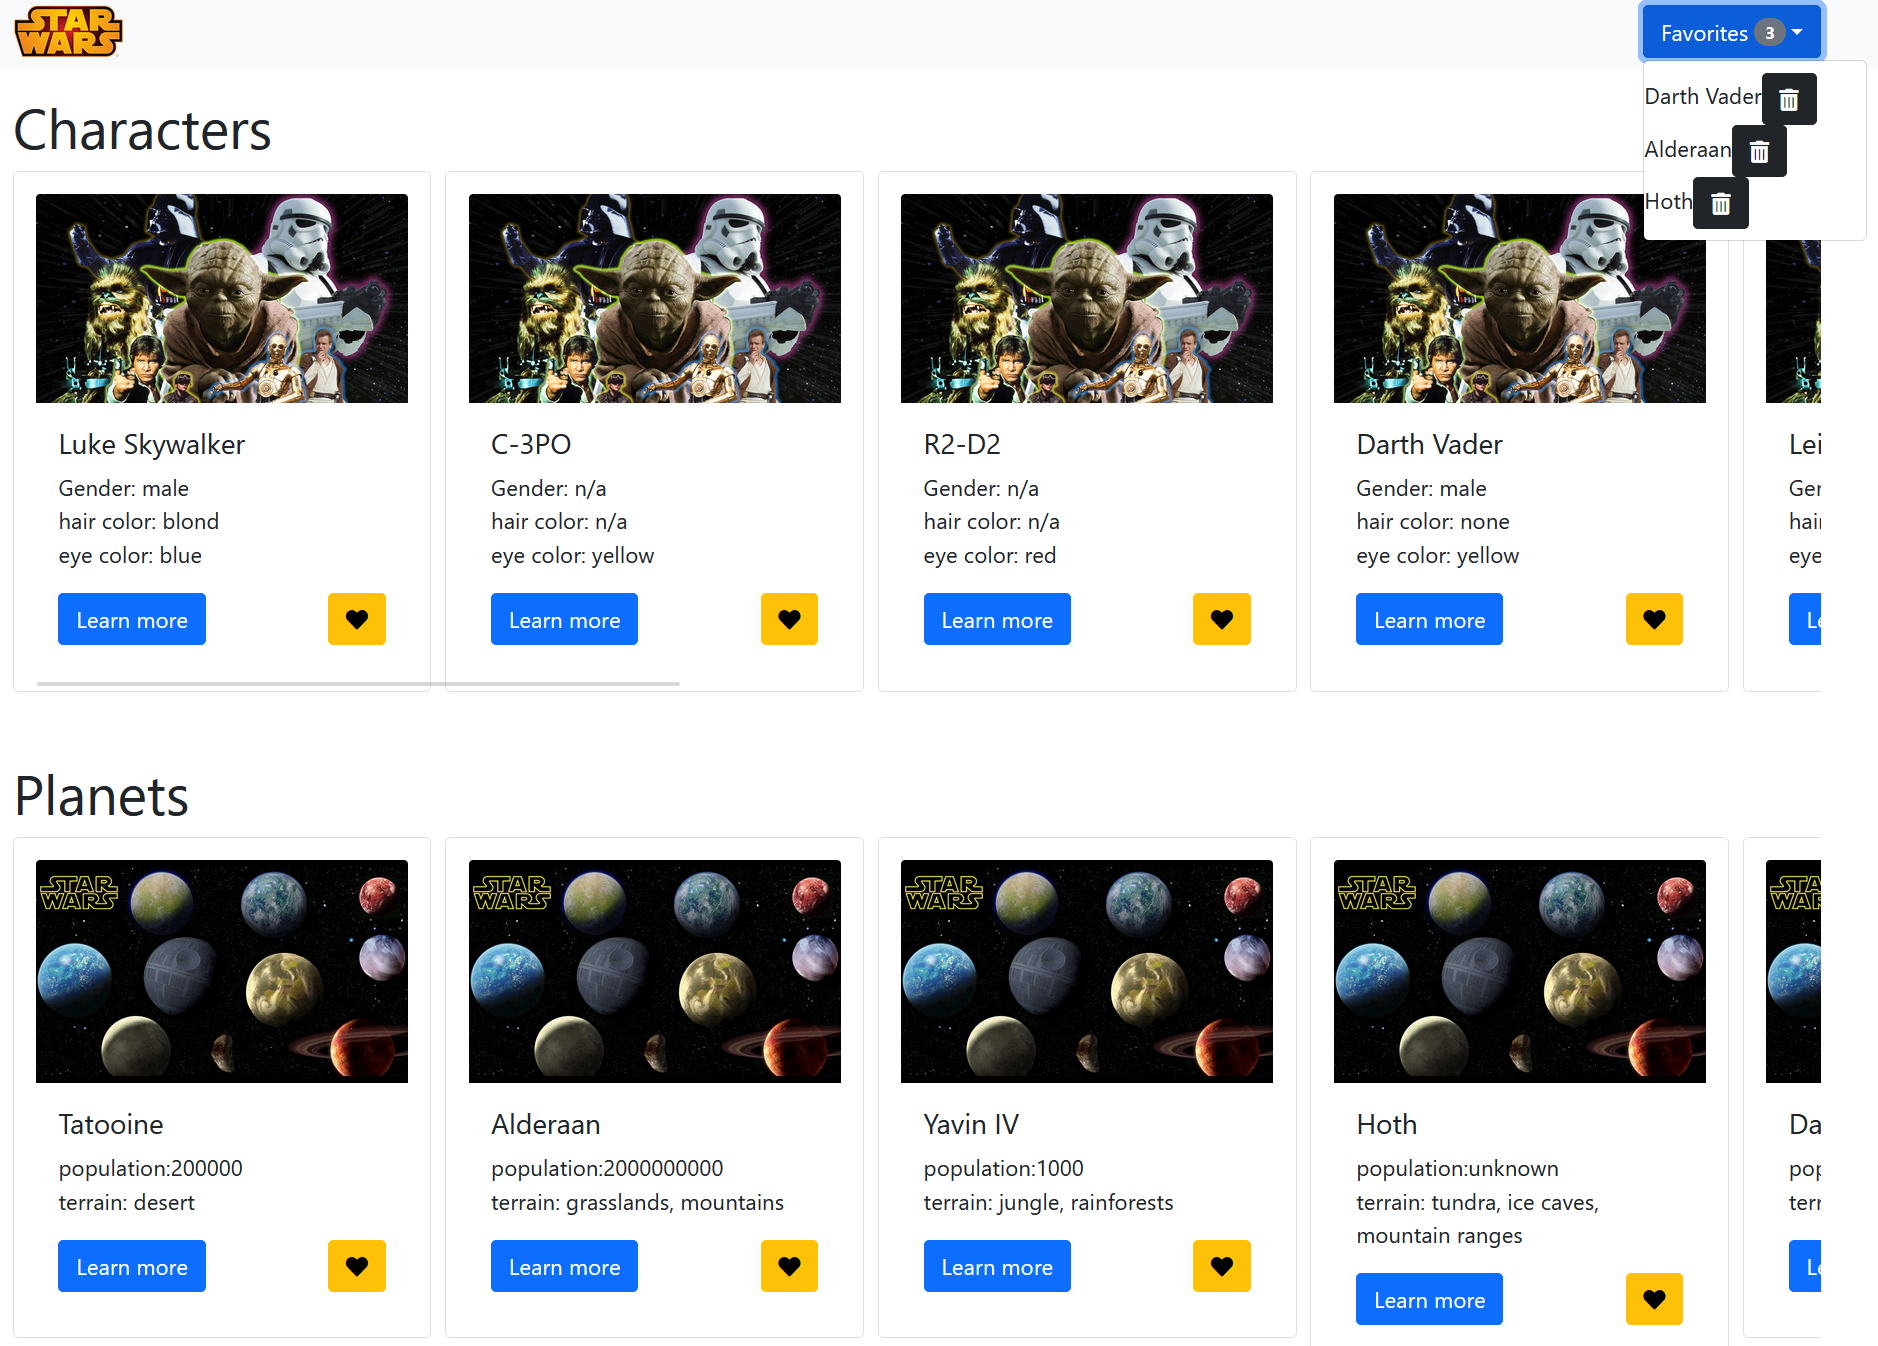 STAR WARS
Favorites 3
Darth Vader
Alderaan
Hoth
Characters
Luke Skywalker
Gender: male
hair color: blond
eye color: blue
Learn more
C-3PO
Gender: n/a
hair color: n/a
eye color: yellow
Learn more
R2-D2
Gender: n/a
hair color: n/a
eye color: red
Learn more
Darth Vader
Gender: male
hair color: none
eye color: yellow
Learn more
Lei
Ger
hair
eye
Le
Planets
STAR WARS
Tatooine
population:200000
terrain: desert
Learn more
STAR WARS
Alderaan
population:2000000000
terrain: grasslands, mountains
Learn more
STAR WARS
Yavin IV
population:1000
terrain: jungle, rainforests
Learn more
STAR WARS
Hoth
population:unknown
terrain: tundra, ice caves,
mountain ranges
Learn more
STA
WAR
Da
pop
terr
Le